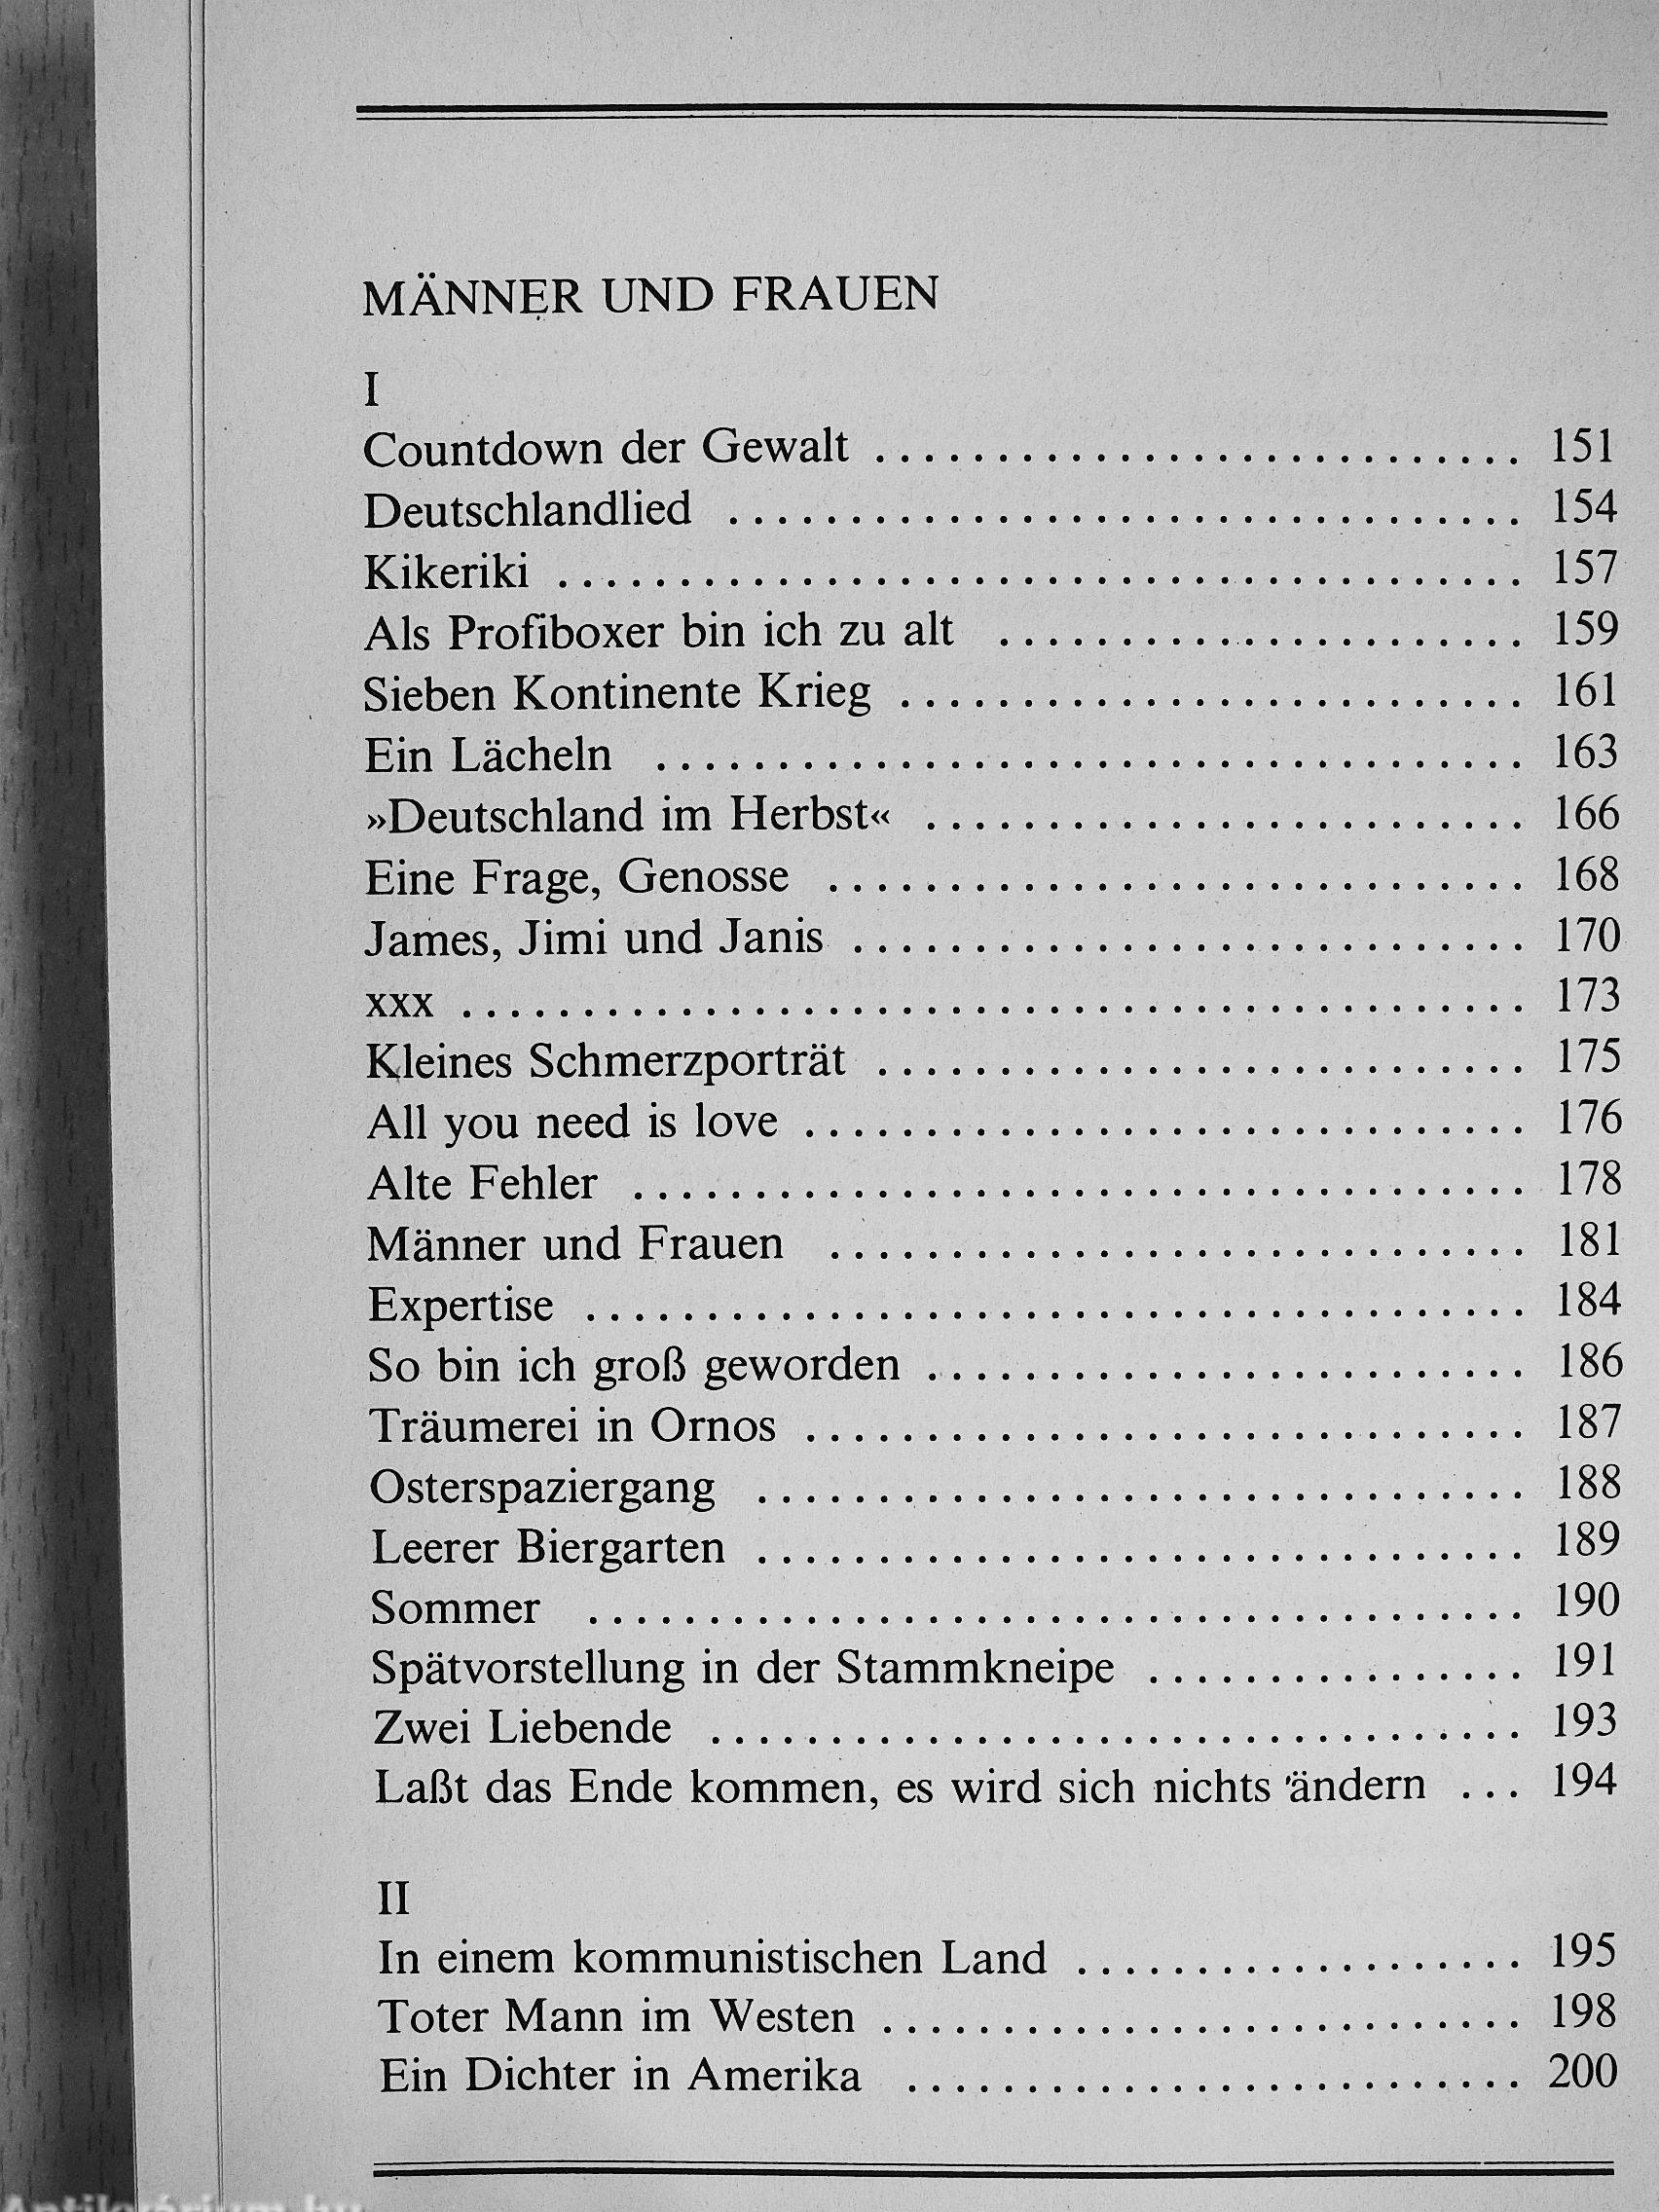 MÄNNER UND FRAUEN
I
Countdown der Gewalt ........................... 151
Deutschlandlied ................................. 154
Kikeriki ........................................ 157
Als Profiboxer bin ich zu alt ...................... 159
Sieben Kontinente Krieg .......................... 161
Ein Lächeln .................................... 163
»Deutschland im Herbst« ......................... 166
Eine Frage, Genosse ............................. 168
James, Jimi und Janis ............................ 170
xxx ............................................ 173
Kleines Schmerzporträt ........................... 175
All you need is love .............................. 176
Alte Fehler ..................................... 178
Männer und Frauen ............................. 181
Expertise ....................................... 184
So bin ich groß geworden ......................... 186
Träumerei in Ornos .............................. 187
Osterspaziergang ................................ 188
Leerer Biergarten ................................ 189
Sommer ....................................... 190
Spätvorstellung in der Stammkneipe ................ 191
Zwei Liebende .................................. 193
Laßt das Ende kommen, es wird sich nichts ändern ... 194
II
In einem kommunistischen Land ................... 195
Toter Mann im Westen ........................... 198
Ein Dichter in Amerika .......................... 200
Antikvárium.hu